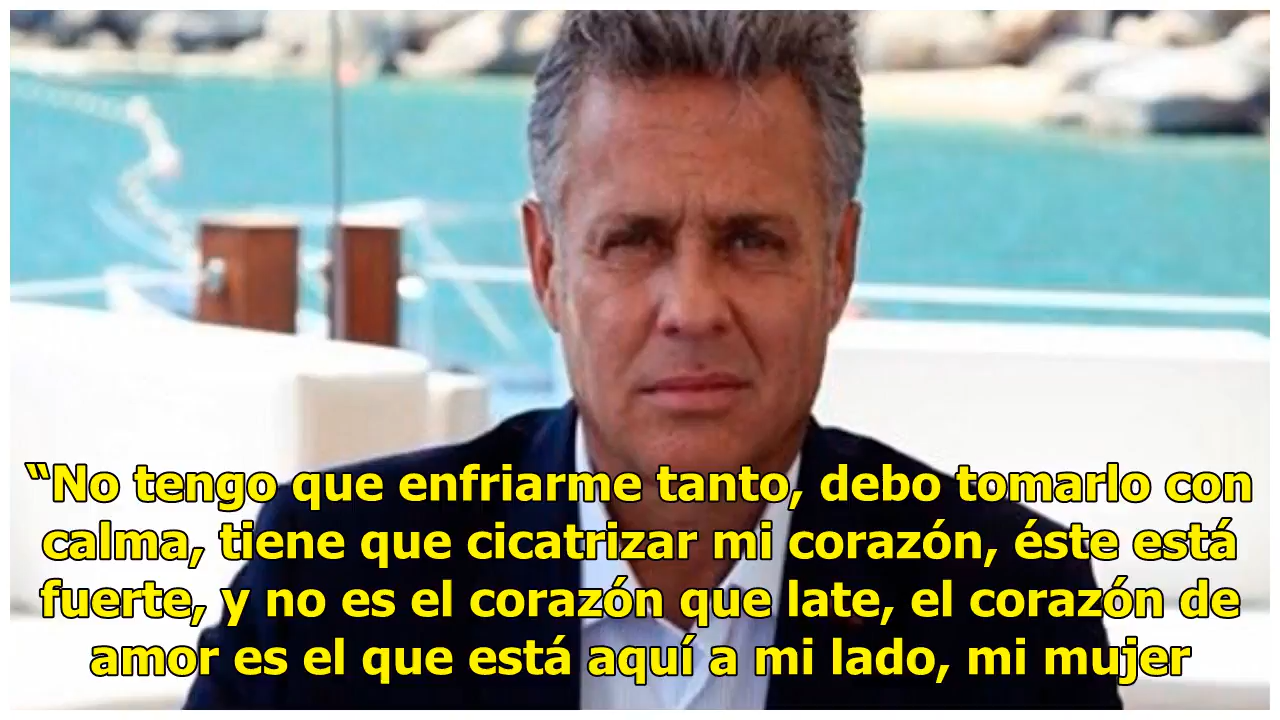 “No tengo que enfriarme tanto, debo tomarlo con
calma, tiene que cicatrizar mi corazón, éste está
fuerte, y no es el corazón que late, el corazón de
amor es el que está aquí a mi lado, mi mujer